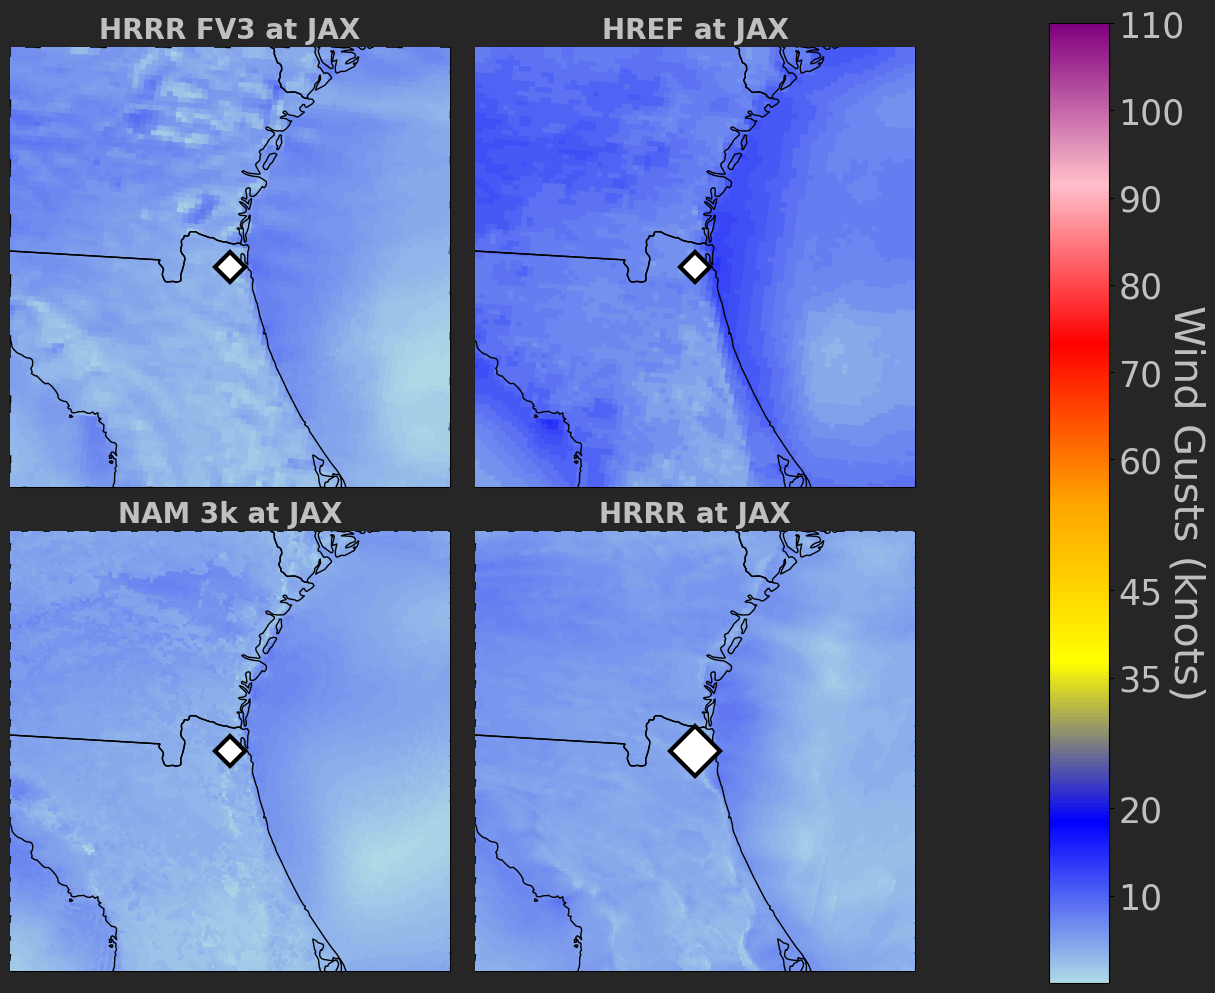 HRRR FV3 at JAX
HREF at JAX
NAM 3k at JAX
HRRR at JAX
110
100
90
80
70
60
45
35
20
10
Wind Gusts (knots)